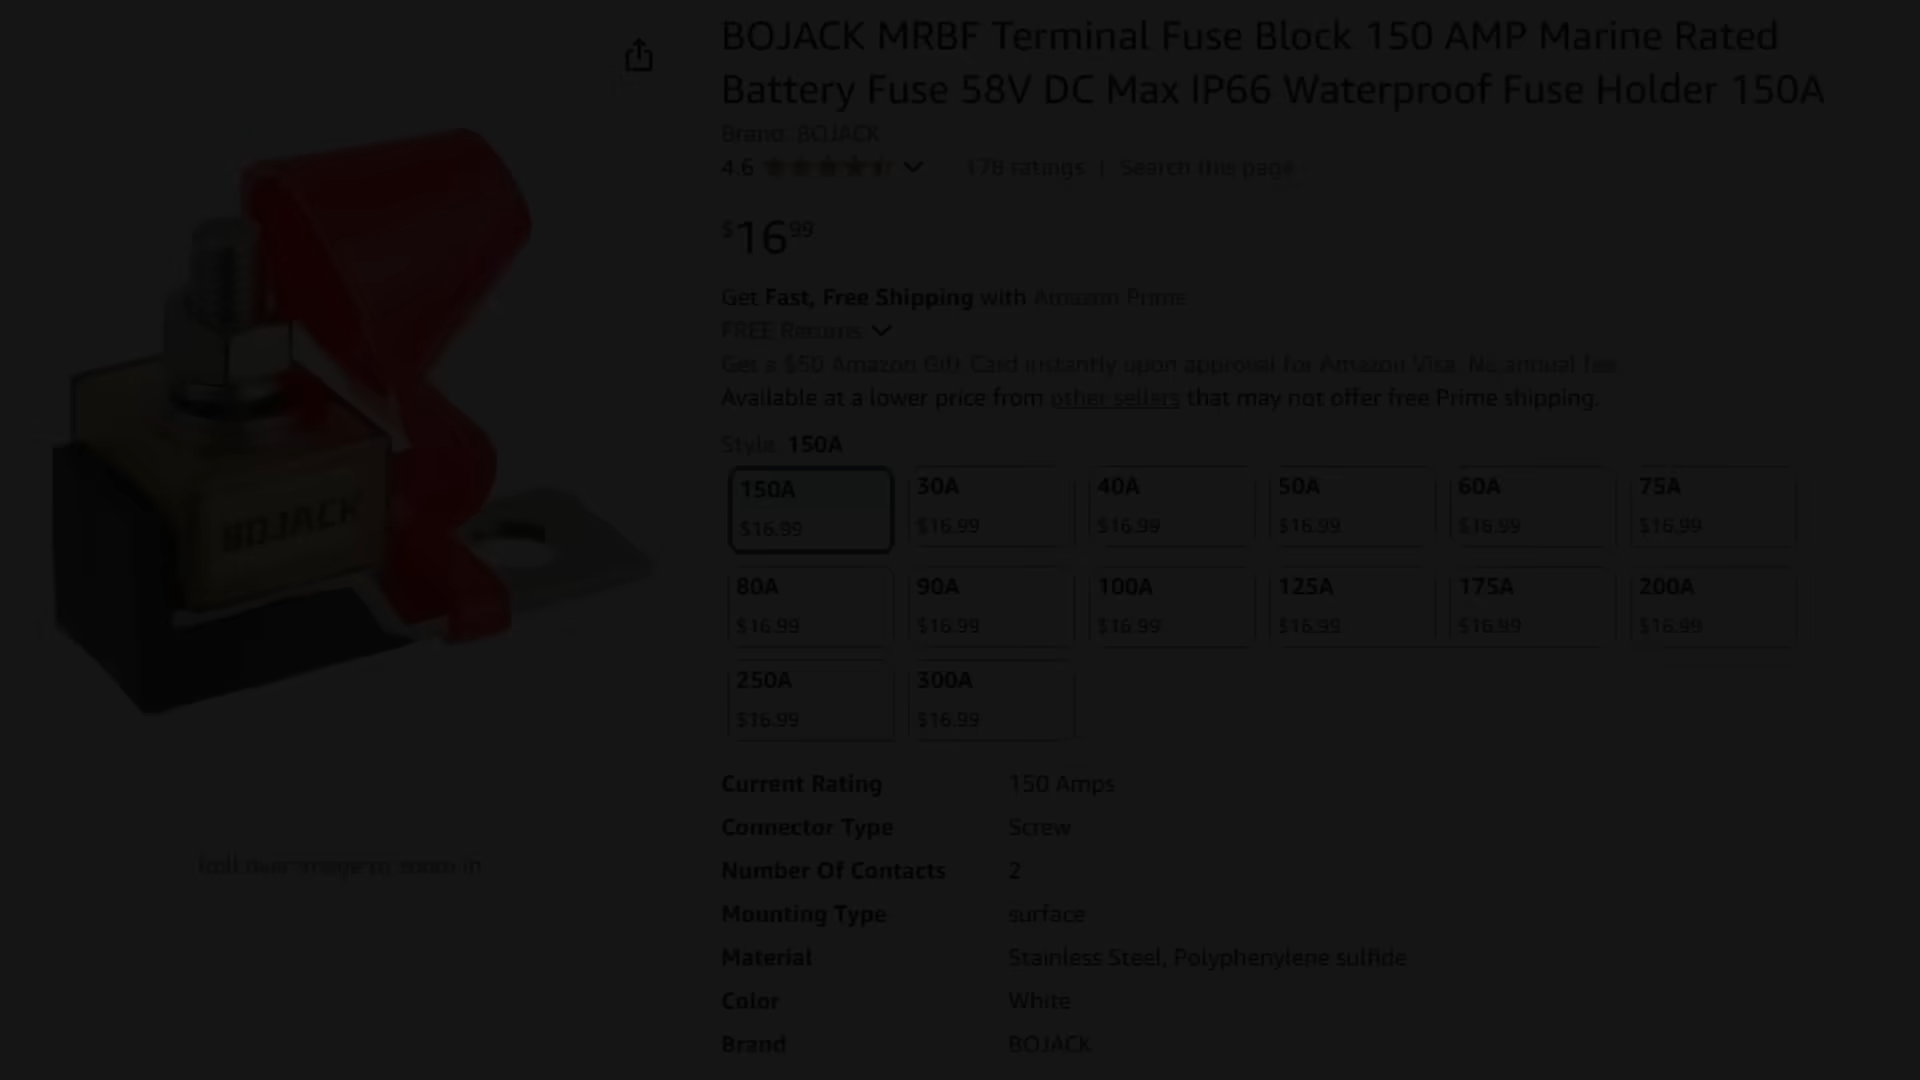 BOJACK MRBF Terminal Fuse Block 150 AMP Marine Rated
Battery Fuse 58V DC Max IP66 Waterproof Fuse Holder 150A
Brand: BOJACK
4.6 178 ratings | Search this page
$16.99
Get Fast, Free Shipping with Amazon Prime
FREE Returns
Get a $50 Amazon Gift Card instantly upon approval for Amazon Visa. No annual fee.
Available at a lower price from other sellers that may not offer free Prime shipping.
Style: 150A
150A 30A 40A 50A 60A 75A
$16.99 $16.99 $16.99 $16.99 $16.99 $16.99
80A 90A 100A 125A 175A 200A
$16.99 $16.99 $16.99 $16.99 $16.99 $16.99
250A 300A
$16.99 $16.99
BOJACK
Current Rating 150 Amps
Connector Type Screw
Number Of Contacts 2
Roll over image to zoom in
Mounting Type surface
Material Stainless Steel, Polyphenylene sulfide
Color White
Brand BOJACK